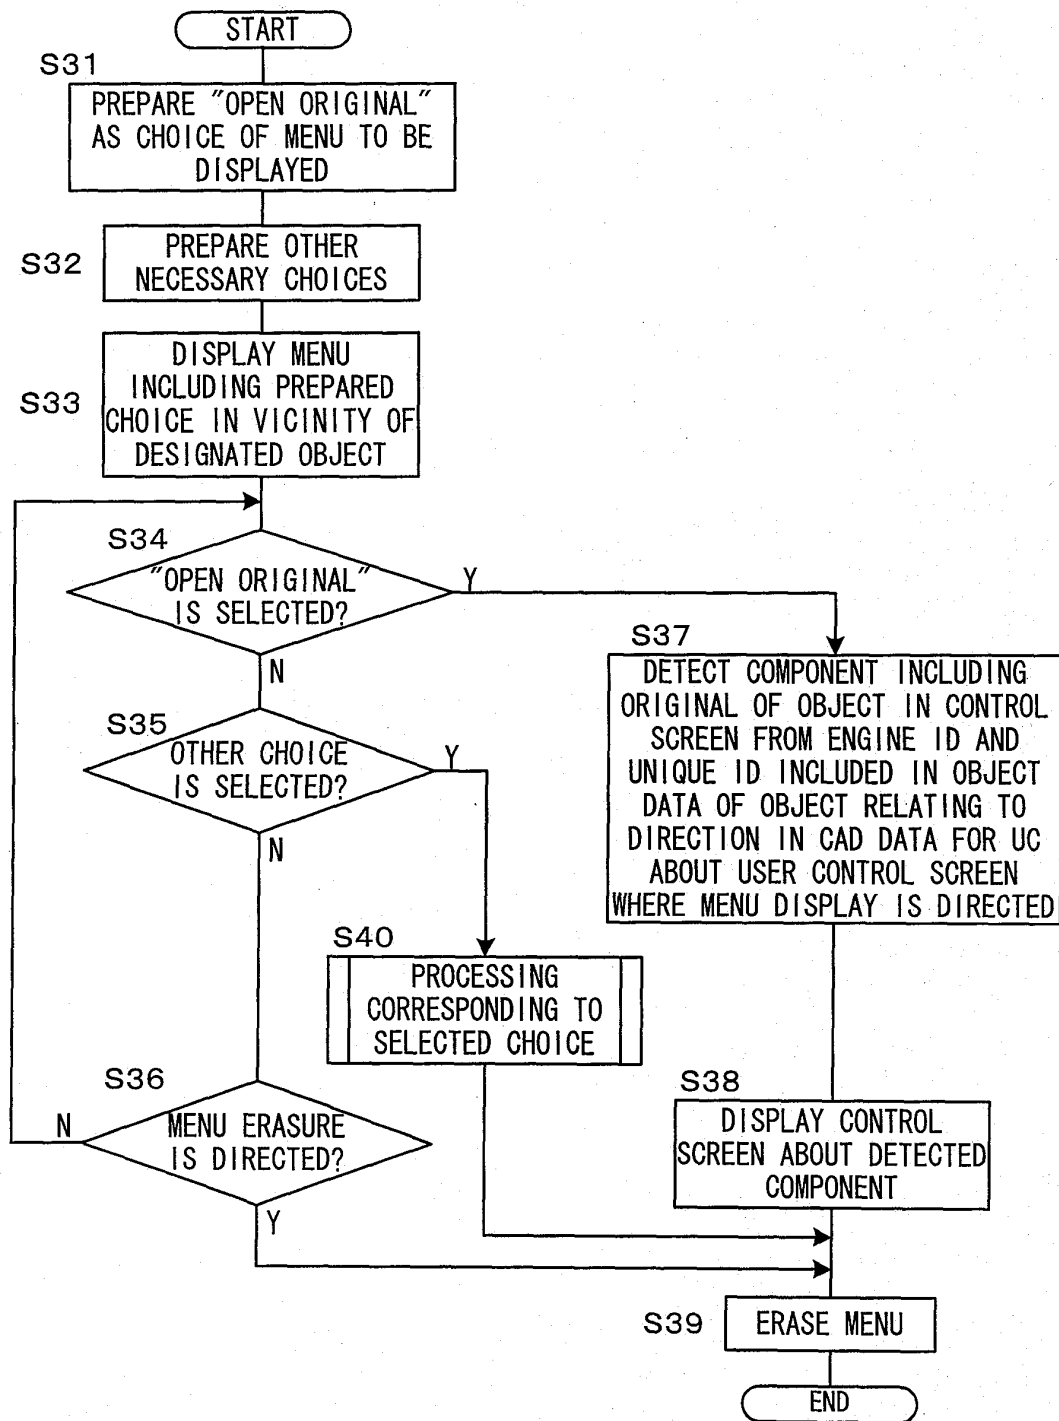 START
S31
PREPARE "OPEN ORIGINAL"
AS CHOICE OF MENU TO BE
DISPLAYED
S32
PREPARE OTHER
NECESSARY CHOICES
S33
DISPLAY MENU
INCLUDING PREPARED
CHOICE IN VICINITY OF
DESIGNATED OBJECT
S34
"OPEN ORIGINAL"
IS SELECTED?
Y
N
S35
OTHER CHOICE
IS SELECTED?
Y
N
S37
DETECT COMPONENT INCLUDING
ORIGINAL OF OBJECT IN CONTROL
SCREEN FROM ENGINE ID AND
UNIQUE ID INCLUDED IN OBJECT
DATA OF OBJECT RELATING TO
DIRECTION IN CAD DATA FOR UC
ABOUT USER CONTROL SCREEN
WHERE MENU DISPLAY IS DIRECTED
S40
PROCESSING
CORRESPONDING TO
SELECTED CHOICE
S36
MENU ERASURE
IS DIRECTED?
N
Y
S38
DISPLAY CONTROL
SCREEN ABOUT DETECTED
COMPONENT
S39
ERASE MENU
END